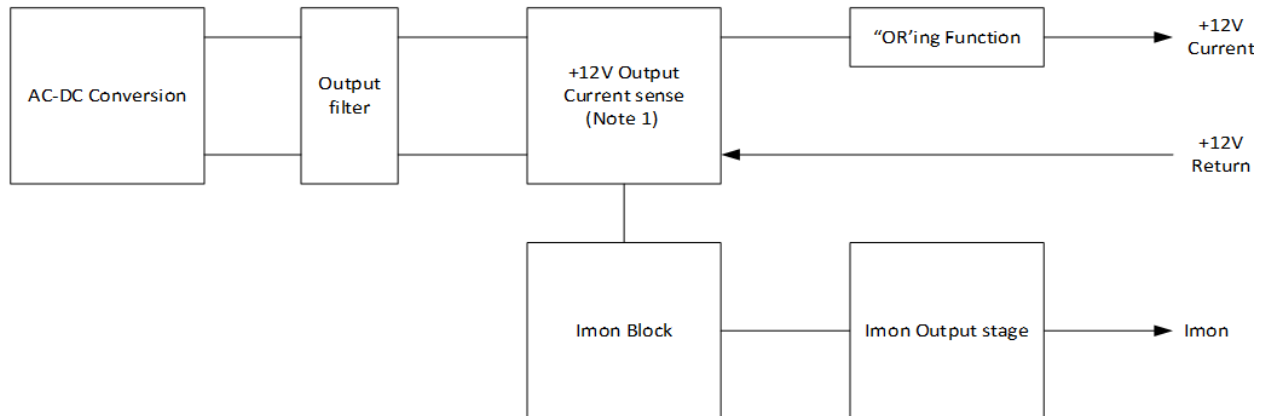 AC-DC Conversion
Output
filter
+12V Output
Current sense
(Note 1)
“OR’ing Function
+12V
Current
+12V
Return
Imon Block
Imon Output stage
Imon